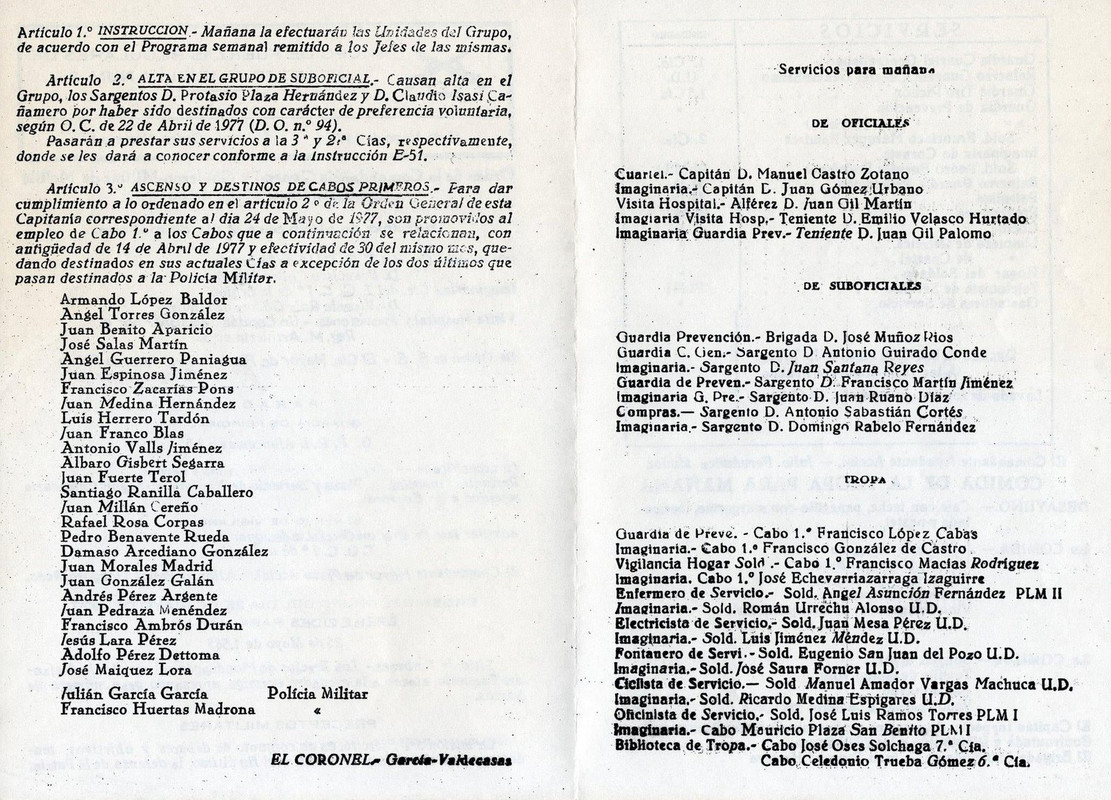 Artículo 1.º INSTRUCCION.- Mañana la efectuarán las Unidades del Grupo,
de acuerdo con el Programa semanal remitido a los Jefes de las mismas.
Artículo 2.º ALTA EN EL GRUPO DE SUBOFICIAL.- Causan alta en el
Grupo, los Sargentos D. Protasio Plaza Hernández y D. Claudio Isasi Ca-
ñamero por haber sido destinados con carácter de preferencia voluntaria,
según O. C. de 22 de Abril de 1977 (D. O. n.º 94).
Pasarán a prestar sus servicios a la 3ª y 2.ª Cías, respectivamente,
donde se les dará a conocer conforme a la Instrucción E-51.
Artículo 3.º ASCENSO Y DESTINOS DE CABOS PRIMEROS.- Para dar
cumplimiento a lo ordenado en el artículo 2º de la Orden General de esta
Capitanía correspondiente al día 24 de Mayo de 1977, son promovidos al
empleo de Cabo 1.º a los Cabos que a continuación se relacionan, con
antigüedad de 14 de Abril de 1977 y efectividad de 30 del mismo mes, que-
dando destinados en sus actuales Cías a excepción de los dos últimos que
pasan destinados a la Policía Militar.
Armando López Baldor
Angel Torres González
Juan Benito Aparicio
José Salas Martín
Angel Guerrero Paniagua
Juan Espinosa Jiménez
Francisco Zacarías Pons
Juan Medina Hernández
Luis Herrero Tardón
Juan Franco Blas
Antonio Valls Jiménez
Albaro Gisbert Segarra
Juan Fuerte Terol
Santiago Ranilla Caballero
Juan Millán Cereño
Rafael Rosa Corpas
Pedro Benavente Rueda
Damaso Arcediano González
Juan Morales Madrid
Juan González Galán
Andrés Pérez Argente
Juan Pedraza Menéndez
Francisco Ambrós Durán
Jesús Lara Pérez
Adolfo Pérez Dettoma
José Maiquez Lora
Julián García García Policía Militar
Francisco Huertas Madrona «
EL CORONEL.- García-Valdecasas
Servicios para mañana
DE OFICIALES
Cuartel.- Capitán D. Manuel Castro Zotano
Imaginaria.- Capitán D. Juan Gómez Urbano
Visita Hospital.- Alférez D. Juan Gil Martín
Imagiaria Visita Hosp.- Teniente D. Emilio Velasco Hurtado
Imaginaria Guardia Prev.- Teniente D. Juan Gil Palomo
DE SUBOFICIALES
Guardia Prevención.- Brigada D. José Muñoz Rios
Guardia C. Gen.- Sargento D. Antonio Guirado Conde
Imaginaria.- Sargento D. Juan Santana Reyes
Guardia de Preven.- Sargento D. Francisco Martín Jiménez
Imaginaria G. Pre.- Sargento D. Juan Ruano Díaz
Compras.— Sargento D. Antonio Sabastián Cortés
Imaginaria.- Sargento D. Domingo Rabelo Fernández
TROPA
Guardia de Preve. - Cabo 1.º Francisco López Cabas
Imaginaria.- Cabo 1.º Francisco González de Castro
Vigilancia Hogar Sold.- Cabo 1.º Francisco Macías Rodríguez
Imaginaria. Cabo 1.º José Echevarriazarraga Izaguirre
Enfermero de Servicio.- Sold. Angel Asunción Fernández PLM II
Imaginaria.- Sold. Román Urrechu Alonso U.D.
Electricista de Servicio.- Sold. Juan Mesa Pérez U.D.
Imaginaria.- Sold. Luis Jiménez Méndez U.D.
Fontanero de Servi.- Sold. Eugenio San Juan del Pozo U.D.
Imaginaria.- Sold. José Saura Forner U.D.
Ciclista de Servicio.— Sold Manuel Amador Vargas Machuca U.D.
Imaginaria.- Sold. Ricardo Medina Espigares U.D.
Oficinista de Servicio.- Sold. José Luis Ramos Torres PLM I
Imaginaria.- Cabo Mauricio Plaza San Benito PLM I
Biblioteca de Tropa.- Cabo José Oses Solchaga 7.ª Cía.
Cabo Celedonio Trueba Gómez 6.ª Cía.